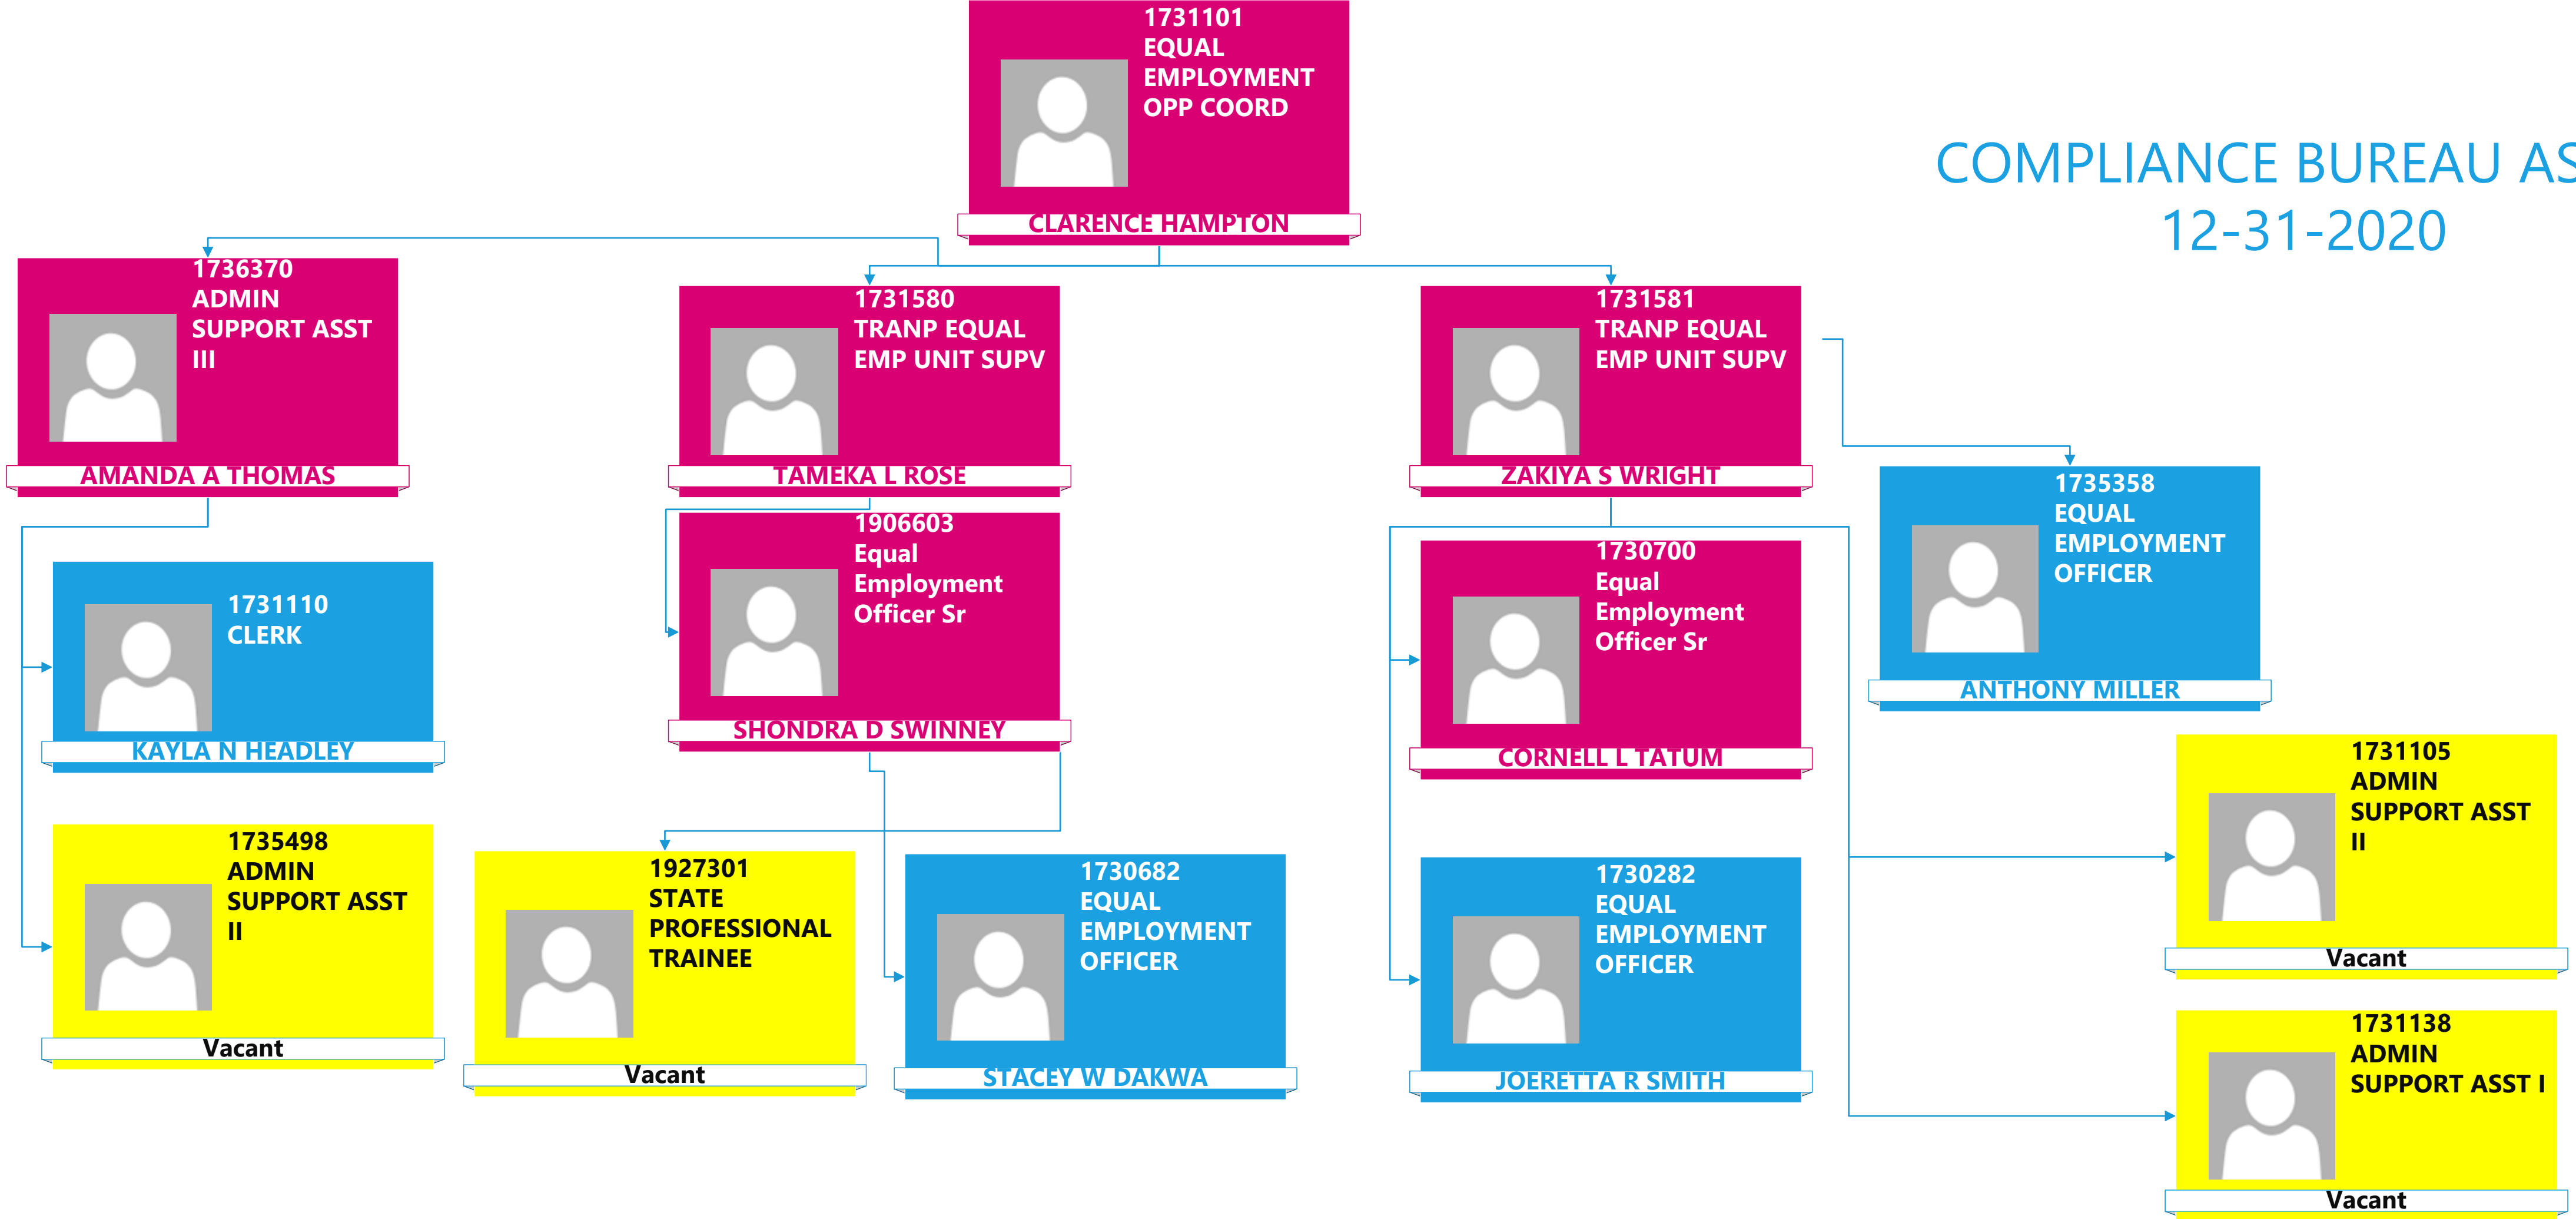 1731101
EQUAL
EMPLOYMENT
OPP COORD
CLARENCE HAMPTON
COMPLIANCE BUREAU AS
12-31-2020
1736370
ADMIN
SUPPORT ASST
III
AMANDA A THOMAS
1731580
TRANP EQUAL
EMP UNIT SUPV
TAMEKA L ROSE
1731581
TRANP EQUAL
EMP UNIT SUPV
ZAKIYA S WRIGHT
1735358
EQUAL
EMPLOYMENT
OFFICER
ANTHONY MILLER
1731110
CLERK
KAYLA N HEADLEY
1906603
Equal
Employment
Officer Sr
SHONDRA D SWINNEY
1730700
Equal
Employment
Officer Sr
CORNELL L TATUM
1731105
ADMIN
SUPPORT ASST
II
Vacant
1735498
ADMIN
SUPPORT ASST
II
Vacant
1927301
STATE
PROFESSIONAL
TRAINEE
Vacant
1730682
EQUAL
EMPLOYMENT
OFFICER
STACEY W DAKWA
1730282
EQUAL
EMPLOYMENT
OFFICER
JOERETTA R SMITH
1731138
ADMIN
SUPPORT ASST I
Vacant